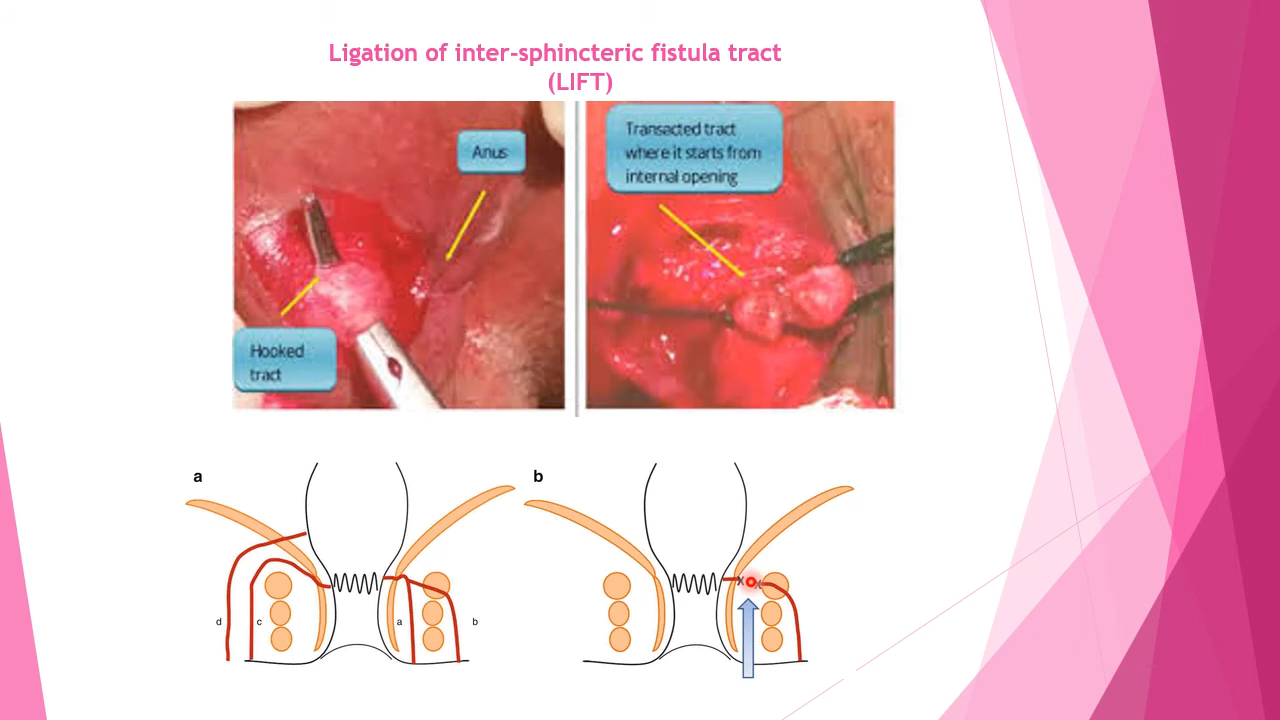 Ligation of inter-sphincteric fistula tract
(LIFT)
Anus
Hooked
tract
Transacted tract
where it starts from
internal opening
a
b
d
c
a
b
x
x